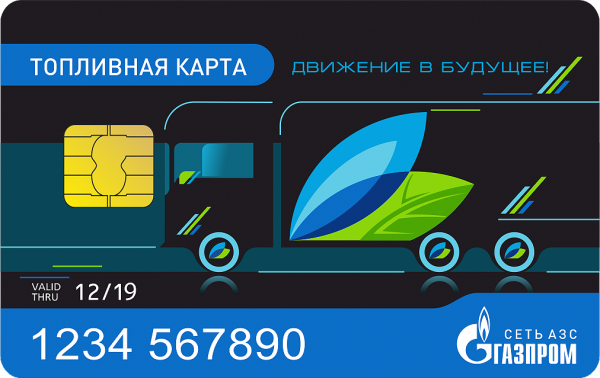 ТОПЛИВНАЯ КАРТА
ДВИЖЕНИЕ В БУДУЩЕЕ!
VALID
THRU 12/19
1234 567890
СЕТЬ АЗС
ГАЗПРОМ